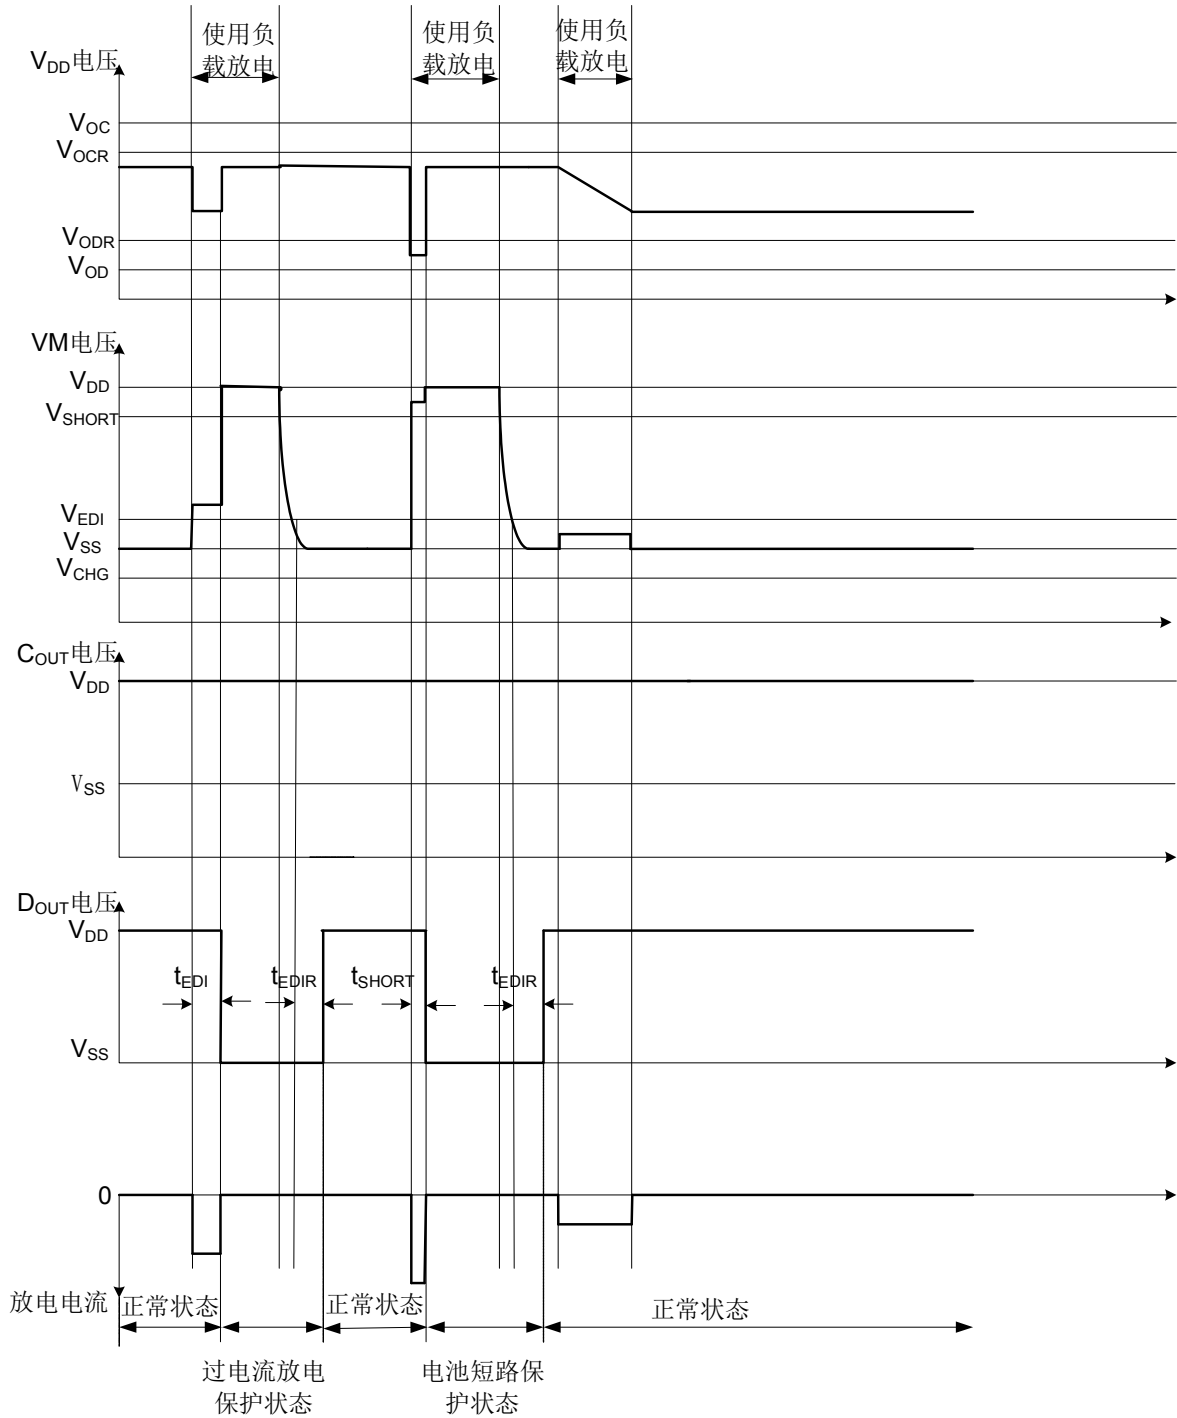 使用负
载放电
使用负
载放电
使用负
载放电
VDD电压
VOC
VOCR
VODR
VOD
VM电压
VDD
VSHORT
VEDI
VSS
VCHG
COUT电压
VDD
VSS
DOUT电压
VDD
tEDI
tEDIR
tSHORT
tEDIR
VSS
0
放电电流
正常状态
正常状态
正常状态
过电流放电
保护状态
电池短路保
护状态